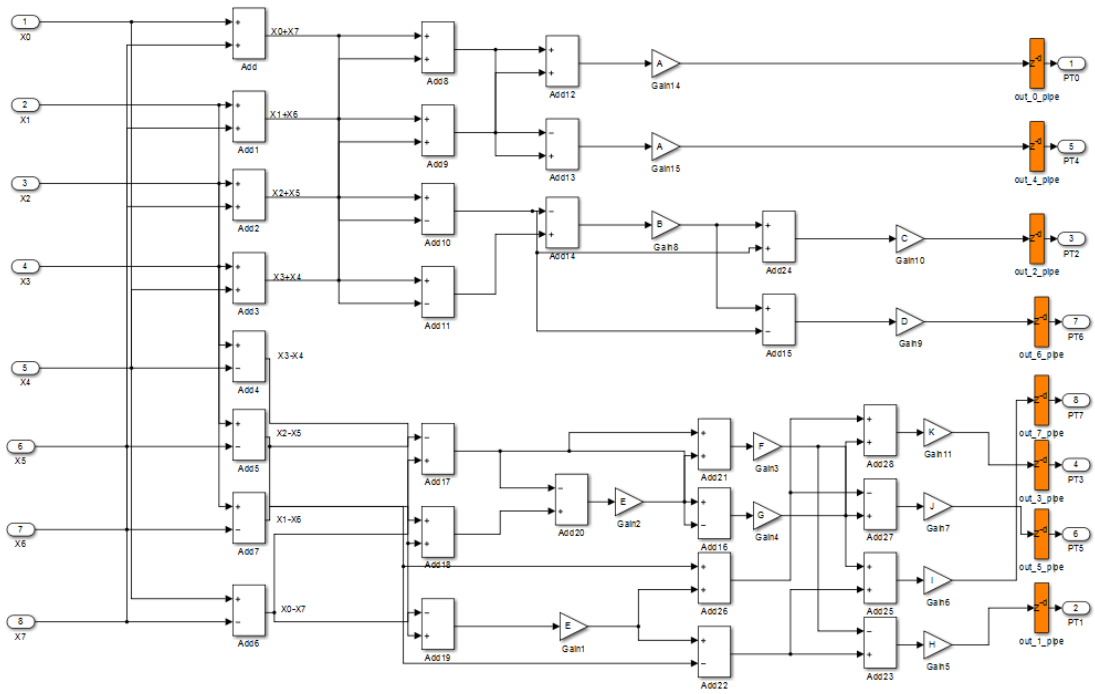 1
X0
+
+
Add
X0+X7
+
+
Add8
+
+
Add12
A
Gain14
z-d
out_0_pipe
1
PT0
2
X1
+
+
Add1
X1+X6
+
+
Add9
-
+
Add13
A
Gain15
z-d
out_4_pipe
5
PT4
3
X2
+
+
Add2
X2+X5
+
-
Add10
-
+
Add14
B
Gain8
+
+
Add24
C
Gain10
z-d
out_2_pipe
3
PT2
4
X3
+
+
Add3
X3+X4
+
-
Add11
+
-
Add15
D
Gain9
z-d
out_6_pipe
7
PT6
5
X4
+
-
Add4
X3-X4
z-d
out_7_pipe
8
PT7
6
X5
+
-
Add5
X2-X5
-
+
Add17
+
+
Add21
F
Gain3
+
+
Add28
K
Gain11
z-d
out_3_pipe
4
PT3
7
X6
+
-
Add7
X1-X6
+
+
Add18
-
+
Add20
E
Gain2
+
-
Add16
G
Gain4
-
+
Add27
J
Gain7
z-d
out_5_pipe
6
PT5
8
X7
+
-
Add6
X0-X7
-
+
Add19
E
Gain1
+
+
Add26
+
-
Add22
+
+
Add25
I
Gain6
-
+
Add23
H
Gain5
z-d
out_1_pipe
2
PT1